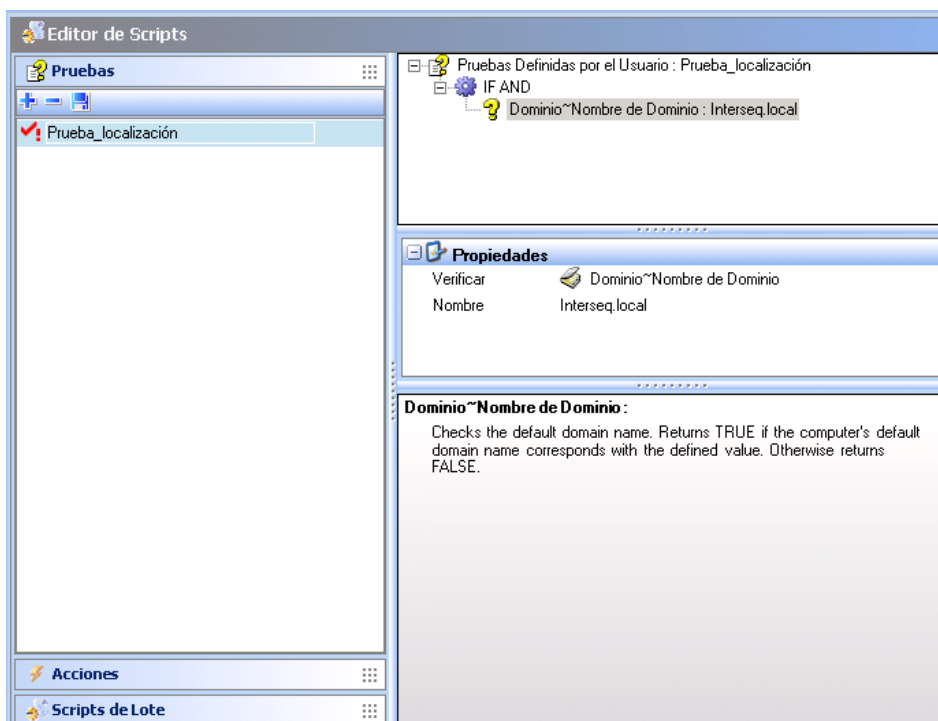 Editor de Scripts
Pruebas
Prueba_localización
Acciones
Scripts de Lote
Pruebas Definidas por el Usuario : Prueba_localización
IF AND
Dominio~Nombre de Dominio : Interseq.local
Propiedades
Verificar Dominio~Nombre de Dominio
Nombre Interseq.local
Dominio~Nombre de Dominio :
Checks the default domain name. Returns TRUE if the computer's default
domain name corresponds with the defined value. Otherwise returns
FALSE.